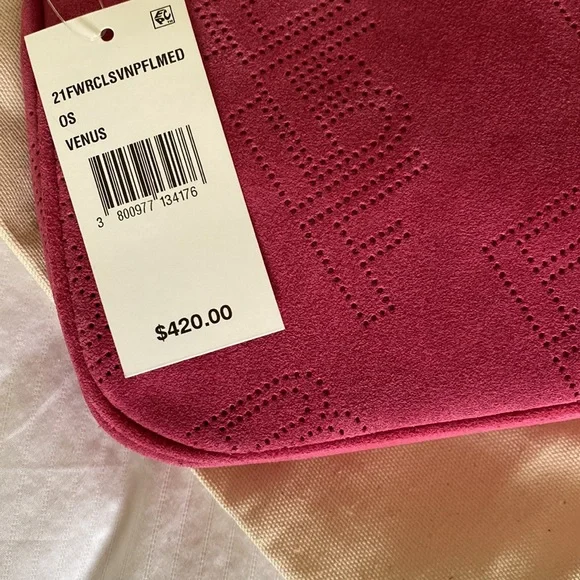 21FWRCLSVNPFLMED
OS
VENUS
3 800977 134176
$420.00